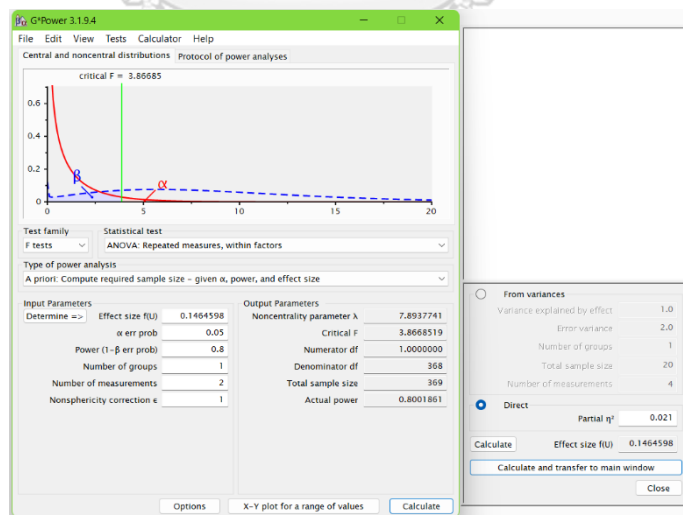 G*Power 3.1.9.4
File Edit View Tests Calculator Help
Central and noncentral distributions Protocol of power analyses
critical F = 3.86685
0.6
0.4
0.2
0
β
α
0 5 10 15 20
Test family Statistical test
F tests ANOVA: Repeated measures, within factors
Type of power analysis
A priori: Compute required sample size – given α, power, and effect size
Input Parameters
Determine => Effect size f(U) 0.1464598
α err prob 0.05
Power (1-β err prob) 0.8
Number of groups 1
Number of measurements 2
Nonsphericity correction ϵ 1
Output Parameters
Noncentrality parameter λ 7.8937741
Critical F 3.8668519
Numerator df 1.0000000
Denominator df 368
Total sample size 369
Actual power 0.8001861
Options X-Y plot for a range of values Calculate
From variances
Variance explained by effect 1.0
Error variance 2.0
Number of groups 1
Total sample size 20
Number of measurements 4
Direct
Partial η² 0.021
Calculate Effect size f(U) 0.1464598
Calculate and transfer to main window
Close